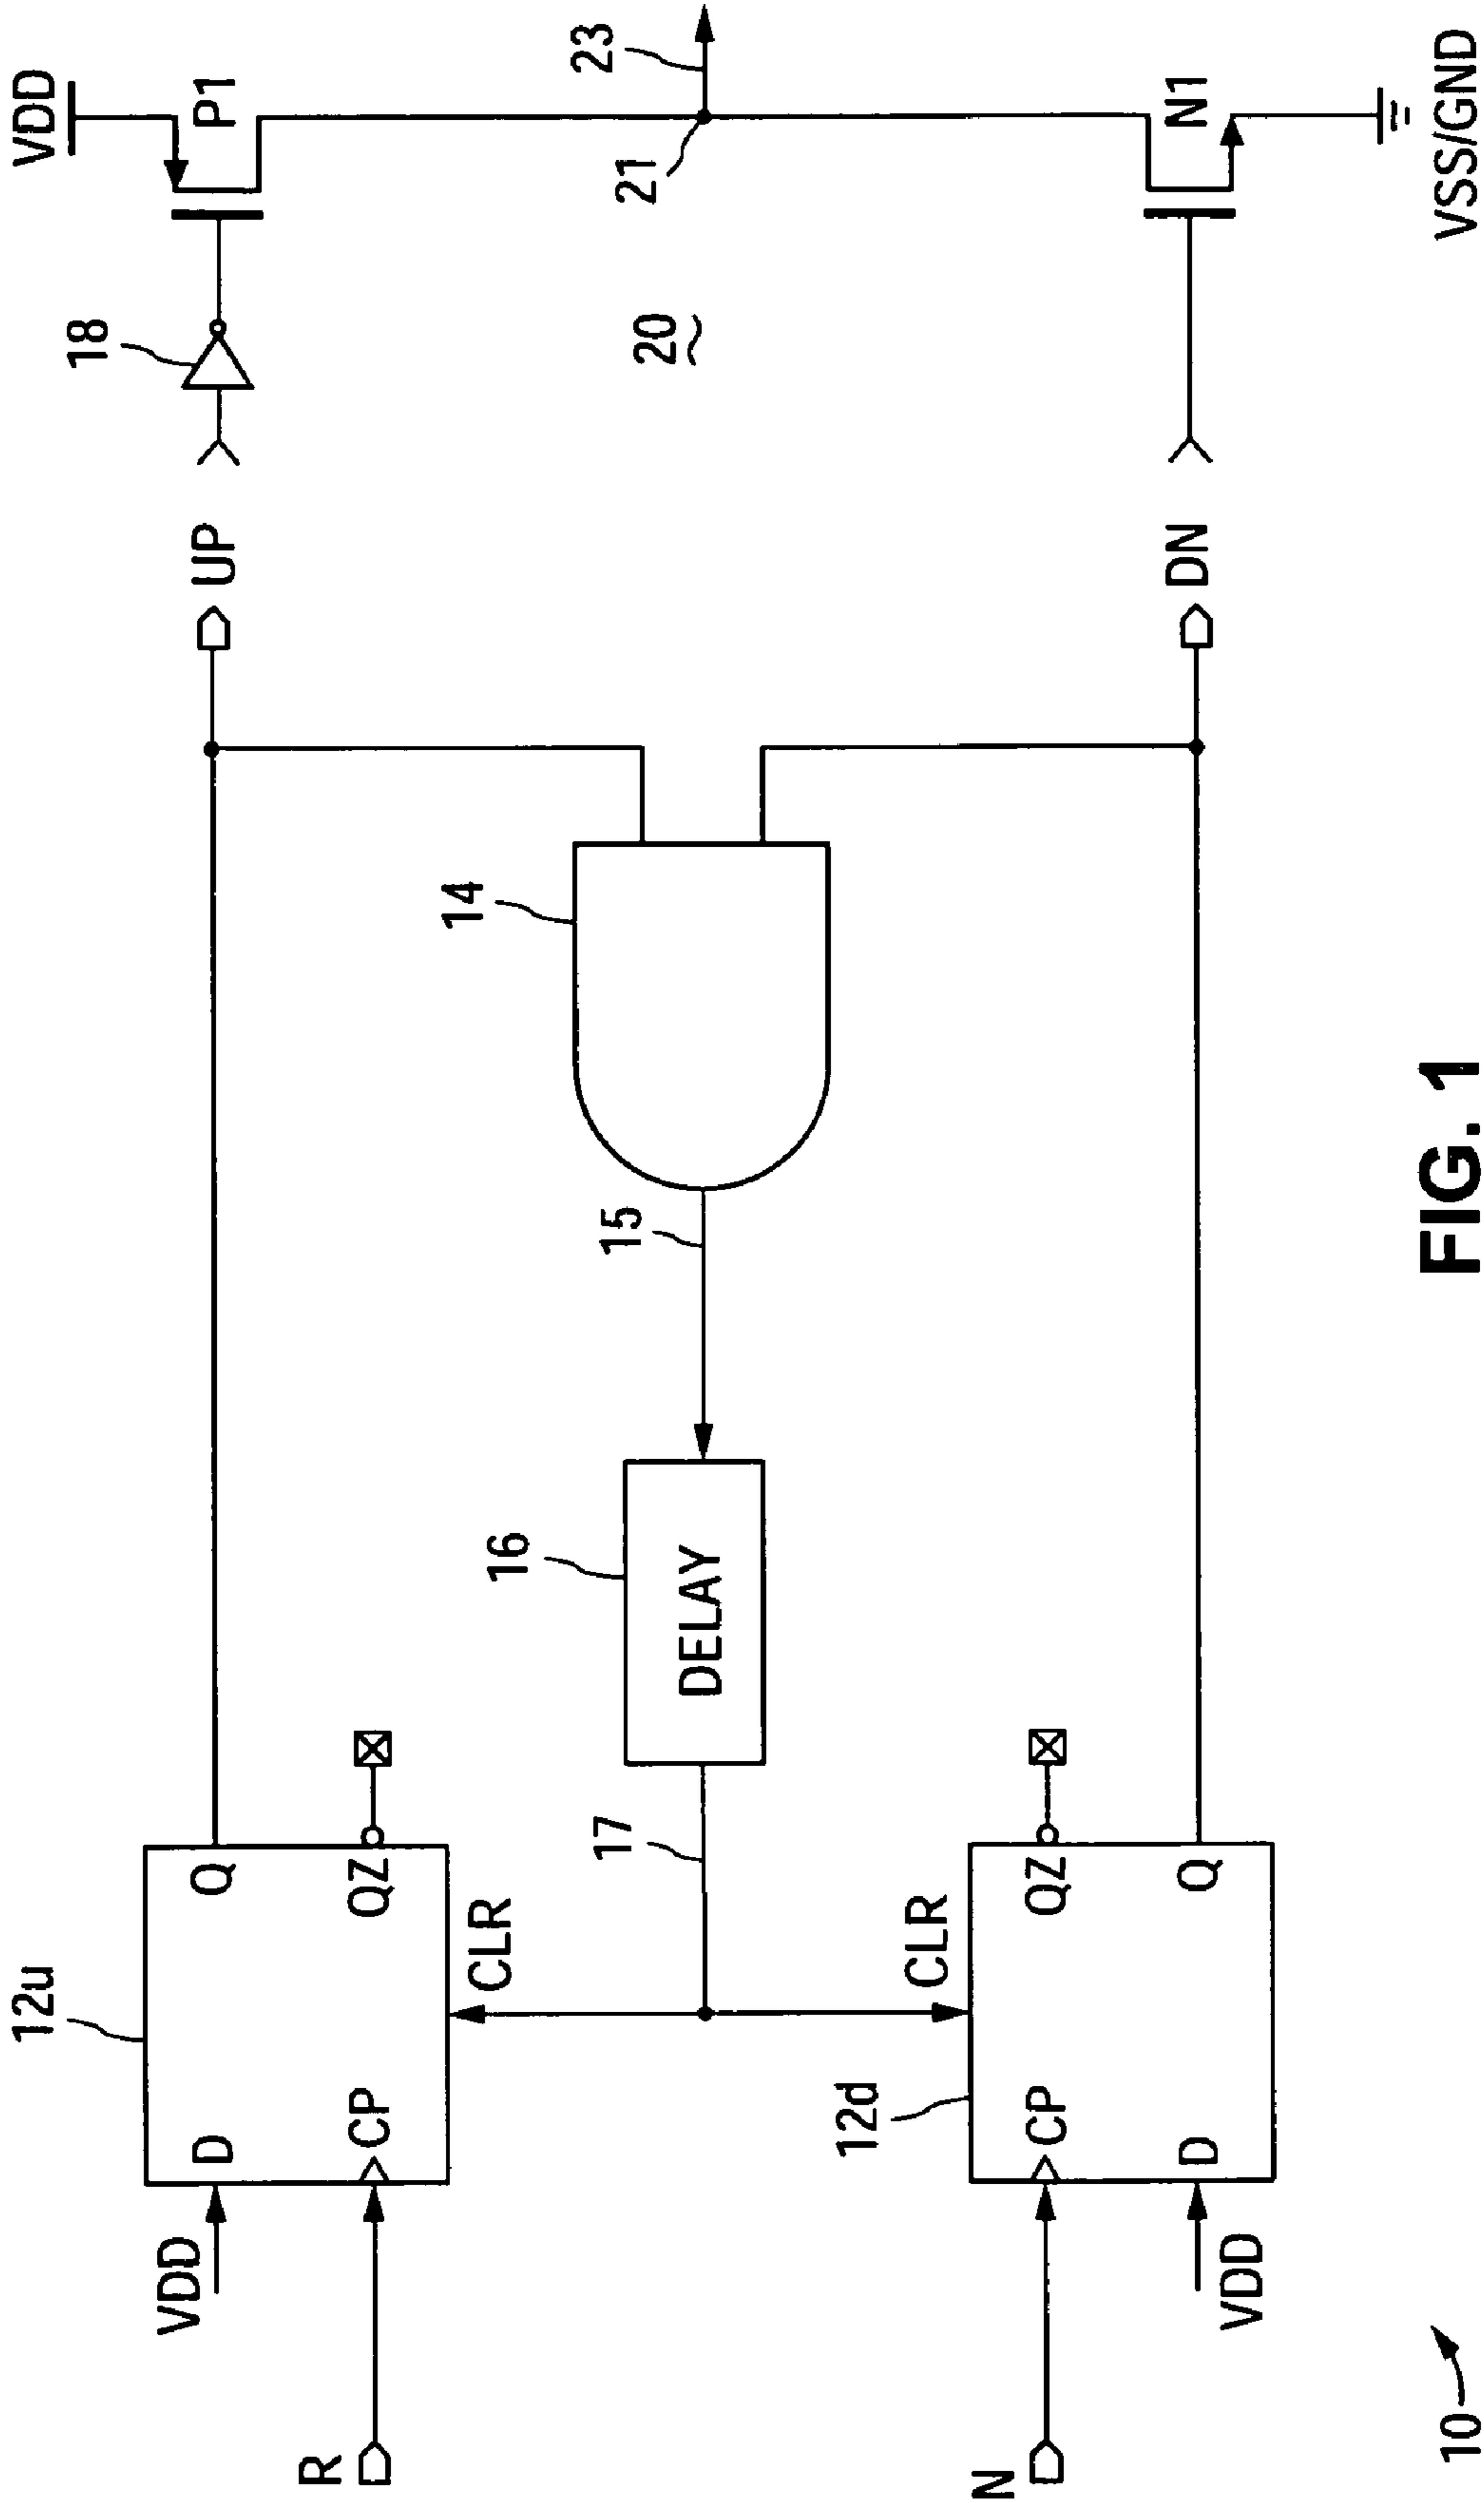 VDD
12u
D
Q
UP
18
P1
VDD
R
CP
QZ
CLR
17
16
DELAY
15
14
20
21
23
12d
CLR
N
CP
QZ
D
Q
DN
N1
VDD
VSS/GND
10
FIG. 1